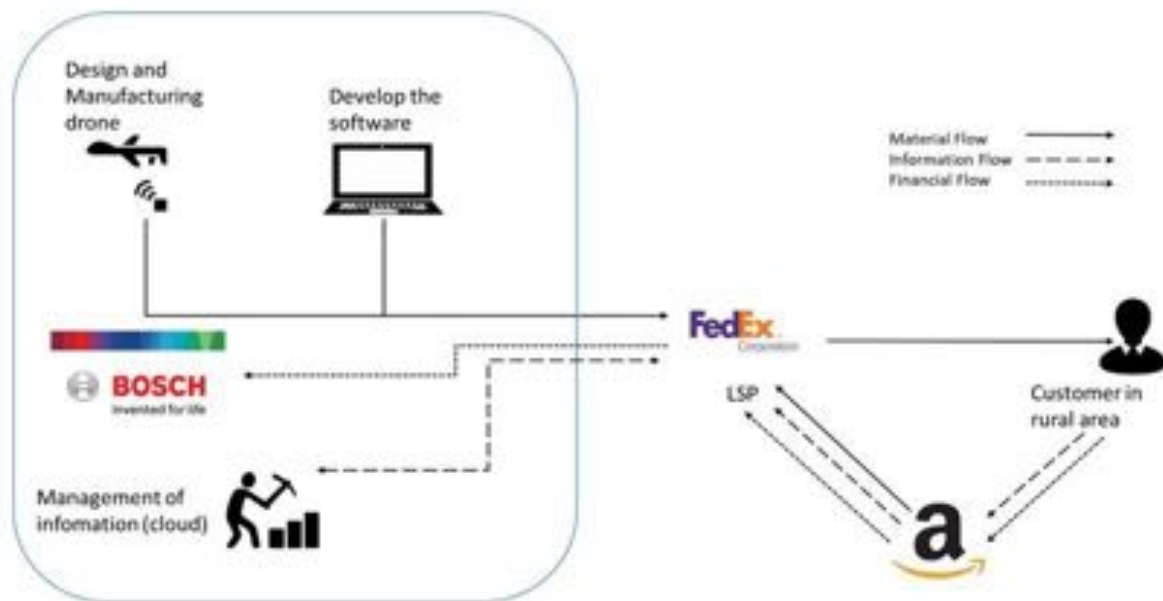 Design and
Manufacturing
drone
Develop the
software
Material Flow
Information Flow
Financial Flow
FedEx
Corporation
BOSCH
Invented for life
LSP
Customer in
rural area
Management of
infomation (cloud)
a